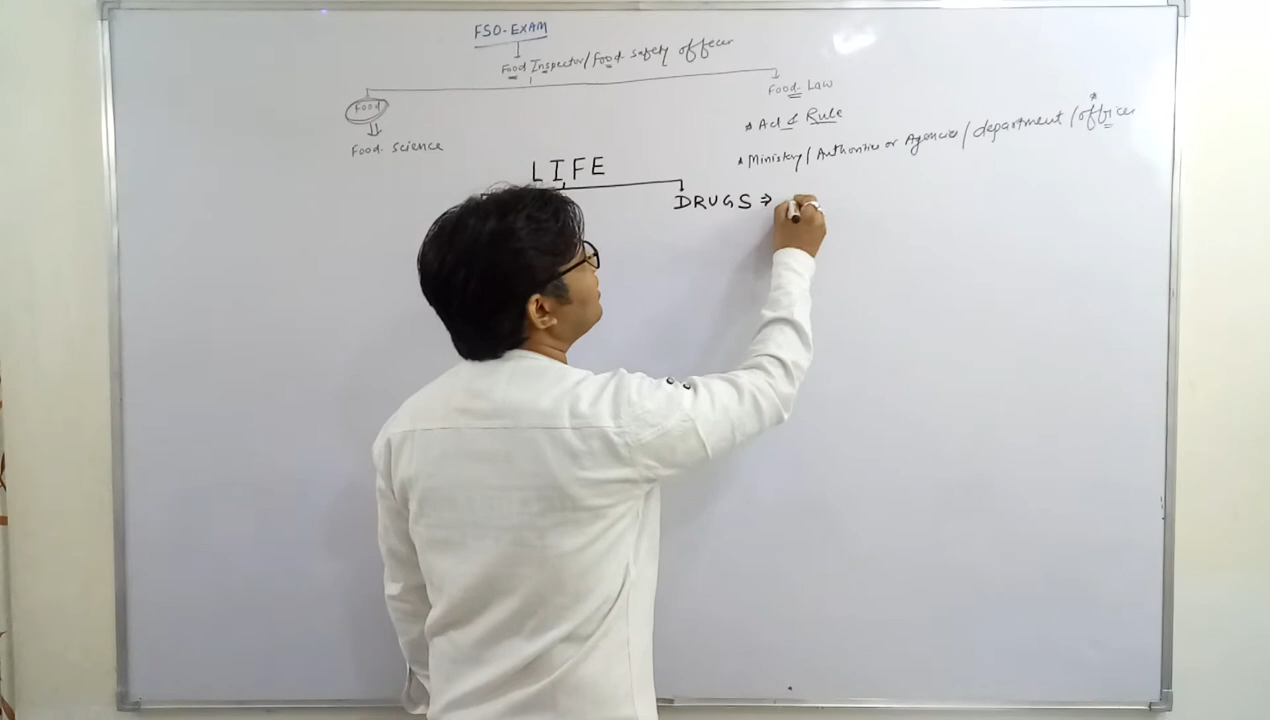 FSO-EXAM
Food Inspector/Food Safety officer
Food
Food Law
Food Science
* Act & Rule
* Ministry/Authorities or Agencies/department/officer
LIFE
DRUGS ⇒